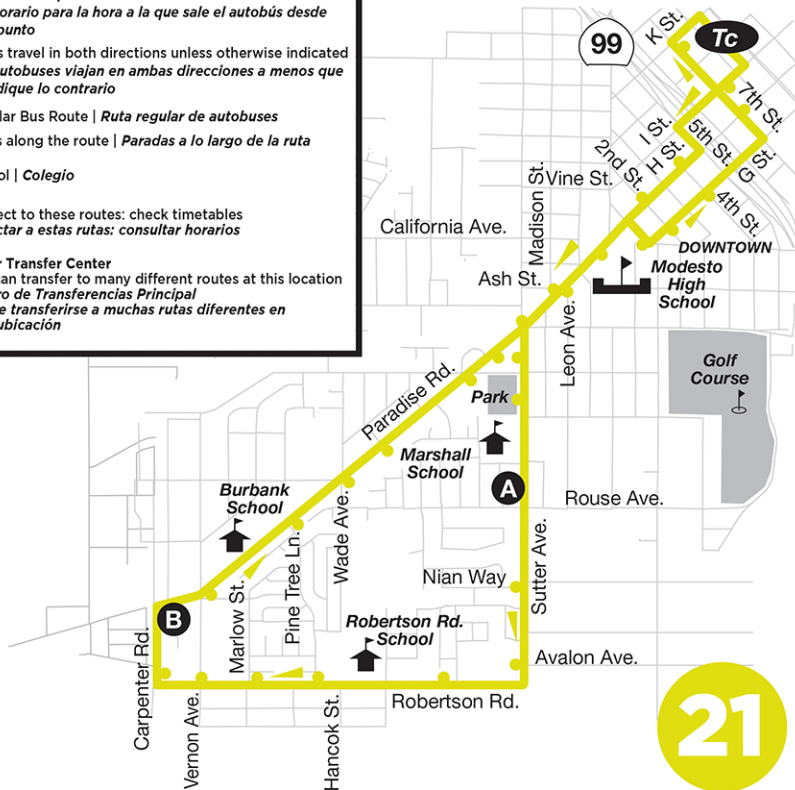 orario para la hora a la que sale el autobús desde
punto
s travel in both directions unless otherwise indicated
utobuses viajan en ambas direcciones a menos que
dique lo contrario
lar Bus Route | Ruta regular de autobuses
s along the route | Paradas a lo largo de la ruta
ol | Colegio
ect to these routes: check timetables
ctar a estas rutas: consultar horarios
r Transfer Center
can transfer to many different routes at this location
ro de Transferencias Principal
e transferirse a muchas rutas diferentes en
ubicación
99
K St.
Tc
7th St.
I St.
5th St.
H St.
G St.
2nd St.
4th St.
Vine St.
Madison St.
California Ave.
DOWNTOWN
Ash St.
Modesto
High
School
Leon Ave.
Golf
Course
Paradise Rd.
Park
Marshall
School
A
Rouse Ave.
Burbank
School
Wade Ave.
Pine Tree Ln.
Nian Way
Sutter Ave.
Marlow St.
B
Robertson Rd.
School
Avalon Ave.
Carpenter Rd.
Robertson Rd.
Vernon Ave.
Hancok St.
21